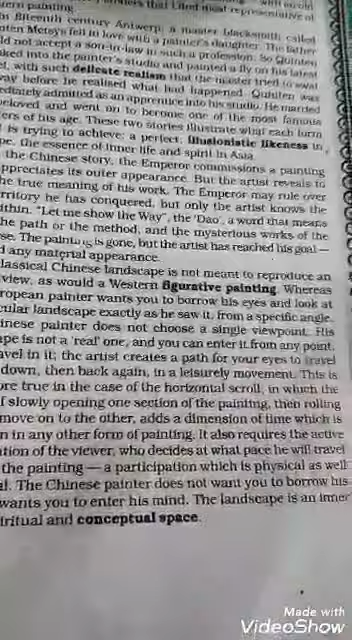 that I find most representative of
ern painting.
fifteenth century Antwerp, a master blacksmith called
nten Metsys fell in love with a painter's daughter. The father
ld not accept a son-in-law in such a profession. So Quinten
aked into the painter's studio and painted a fly on his latest
el, with such delicate realism that the master tried to swat
way before he realised what had happened. Quinten was
ediately admitted as an apprentice into his studio. He married
beloved and went on to become one of the most famous
ers of his age. These two stories illustrate what each form
is trying to achieve: a perfect, illusionistic likeness in
pe, the essence of inner life and spirit in Asia.
the Chinese story, the Emperor commissions a painting
appreciates its outer appearance. But the artist reveals to
he true meaning of his work. The Emperor may rule over
rritory he has conquered, but only the artist knows the
ithin. “Let me show the Way”, the ‘Dao’, a word that means
he path or the method, and the mysterious works of the
se. The painting is gone, but the artist has reached his goal —
d any material appearance.
lassical Chinese landscape is not meant to reproduce an
view, as would a Western figurative painting. Whereas
ropean painter wants you to borrow his eyes and look at
cular landscape exactly as he saw it, from a specific angle,
inese painter does not choose a single viewpoint. His
ape is not a ‘real’ one, and you can enter it from any point,
avel in it; the artist creates a path for your eyes to travel
down, then back again, in a leisurely movement. This is
ore true in the case of the horizontal scroll, in which the
f slowly opening one section of the painting, then rolling
move on to the other, adds a dimension of time which is
n in any other form of painting. It also requires the active
ation of the viewer, who decides at what pace he will travel
the painting — a participation which is physical as well
al. The Chinese painter does not want you to borrow his
wants you to enter his mind. The landscape is an inner
iritual and conceptual space.
Made with
VideoShow